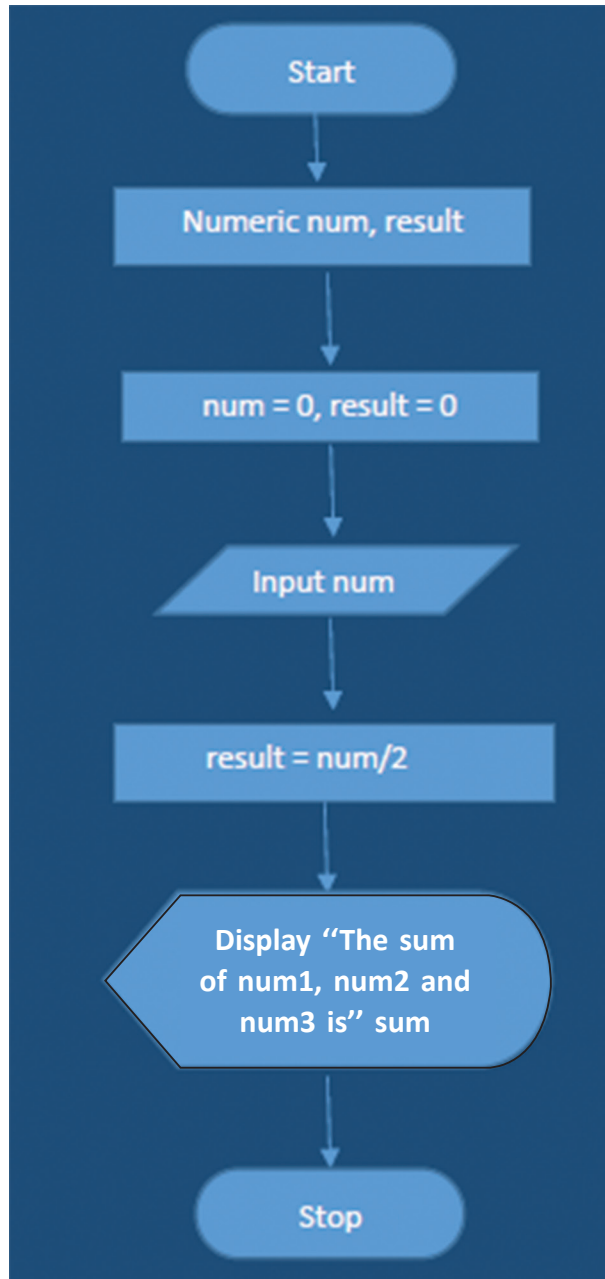 Start
Numeric num, result
num = 0, result = 0
Input num
result = num/2
Display ‘‘The sum
of num1, num2 and
num3 is’’ sum
Stop